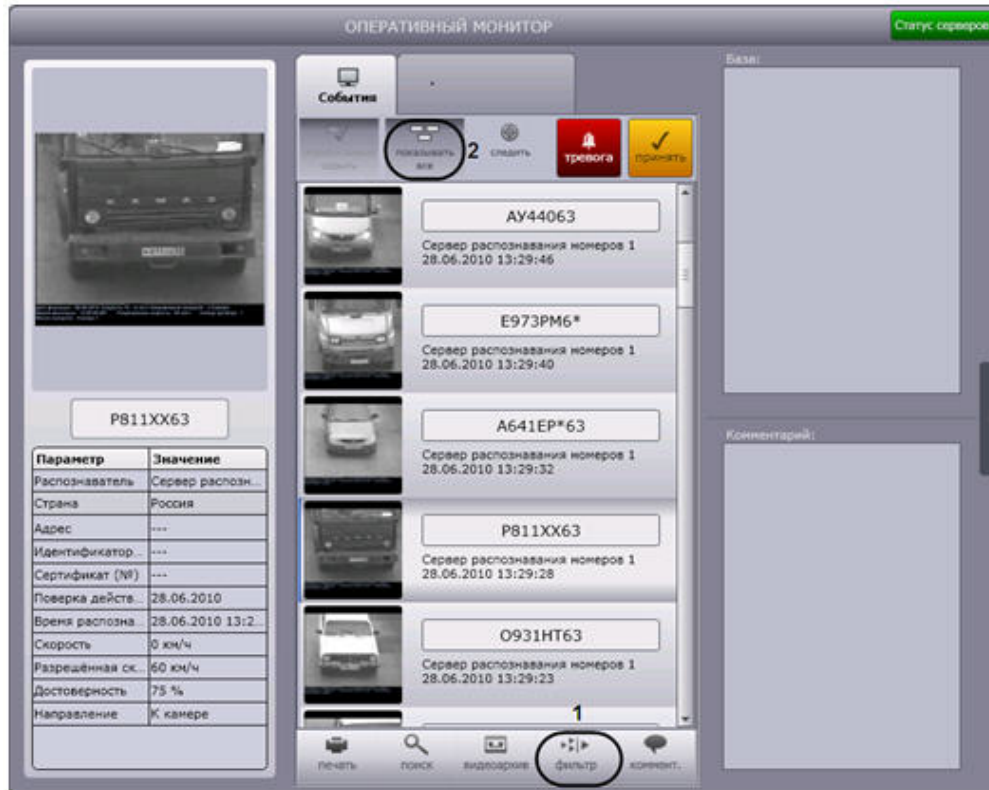 ОПЕРАТИВНЫЙ МОНИТОР
Статус серверов
События
показывать
все
2
следить
тревога
принять
АУ44063
Сервер распознавания номеров 1
28.06.2010 13:29:46
Е973РМ6*
Сервер распознавания номеров 1
28.06.2010 13:29:40
А641ЕР*63
Сервер распознавания номеров 1
28.06.2010 13:29:32
Р811ХХ63
Сервер распознавания номеров 1
28.06.2010 13:29:28
О931НТ63
Сервер распознавания номеров 1
28.06.2010 13:29:23
1
печать
поиск
видеоархив
фильтр
коммент.
Р811ХХ63
Параметр Значение
Распознаватель Сервер распозн...
Страна Россия
Адрес ---
Идентификатор... ---
Сертификат (№) ---
Поверка действ... 28.06.2010
Время распозна... 28.06.2010 13:2...
Скорость 0 км/ч
Разрешённая ск... 60 км/ч
Достоверность 75 %
Направление К камере
База:
Комментарий: